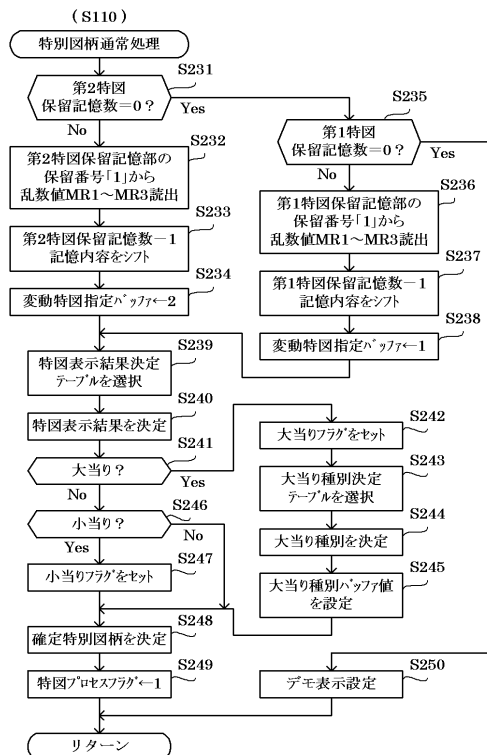 (S110)
特別図柄通常処理
S231
第2特図
保留記憶数=0?
Yes
No
S232
第2特図保留記憶部の
保留番号「1」から
乱数値MR1~MR3読出
S233
第2特図保留記憶数-1
記憶内容をシフト
S234
変動特図指定バッファ←2
S235
第1特図
保留記憶数=0?
Yes
No
S236
第1特図保留記憶部の
保留番号「1」から
乱数値MR1~MR3読出
S237
第1特図保留記憶数-1
記憶内容をシフト
S238
変動特図指定バッファ←1
S239
特図表示結果決定
テーブルを選択
S240
特図表示結果を決定
S241
大当り?
Yes
No
S242
大当りフラグをセット
S243
大当り種別決定
テーブルを選択
S244
大当り種別を決定
S245
大当り種別バッファ値
を設定
S246
小当り?
Yes
No
S247
小当りフラグをセット
S248
確定特別図柄を決定
S249
特図プロセスフラグ←1
S250
デモ表示設定
リターン